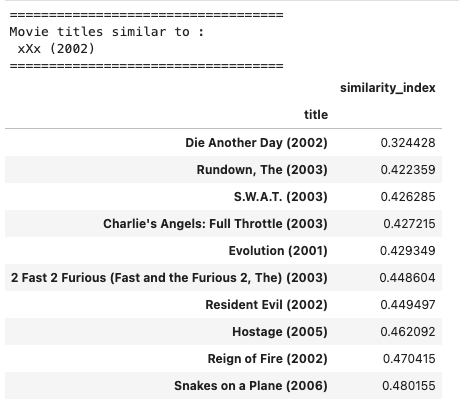 ===================================
Movie titles similar to :
 xXx (2002)
===================================
similarity_index
title
Die Another Day (2002) 0.324428
Rundown, The (2003) 0.422359
S.W.A.T. (2003) 0.426285
Charlie's Angels: Full Throttle (2003) 0.427215
Evolution (2001) 0.429349
2 Fast 2 Furious (Fast and the Furious 2, The) (2003) 0.448604
Resident Evil (2002) 0.449497
Hostage (2005) 0.462092
Reign of Fire (2002) 0.470415
Snakes on a Plane (2006) 0.480155